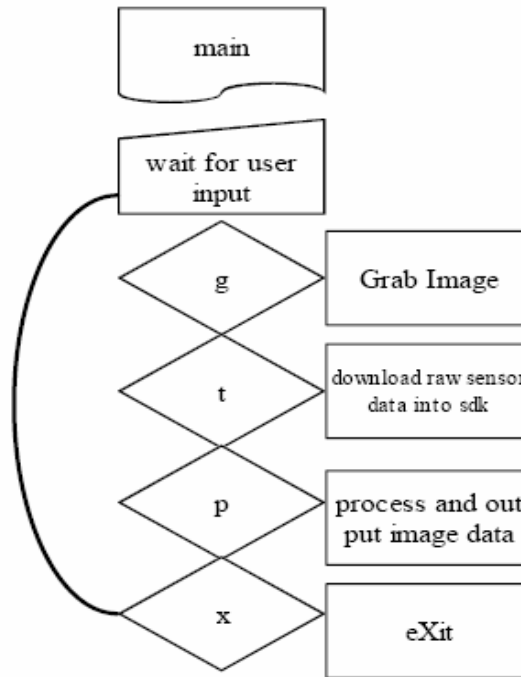 main
wait for user
input
g
Grab Image
t
download raw sensor
data into sdk
p
process and out
put image data
x
eXit